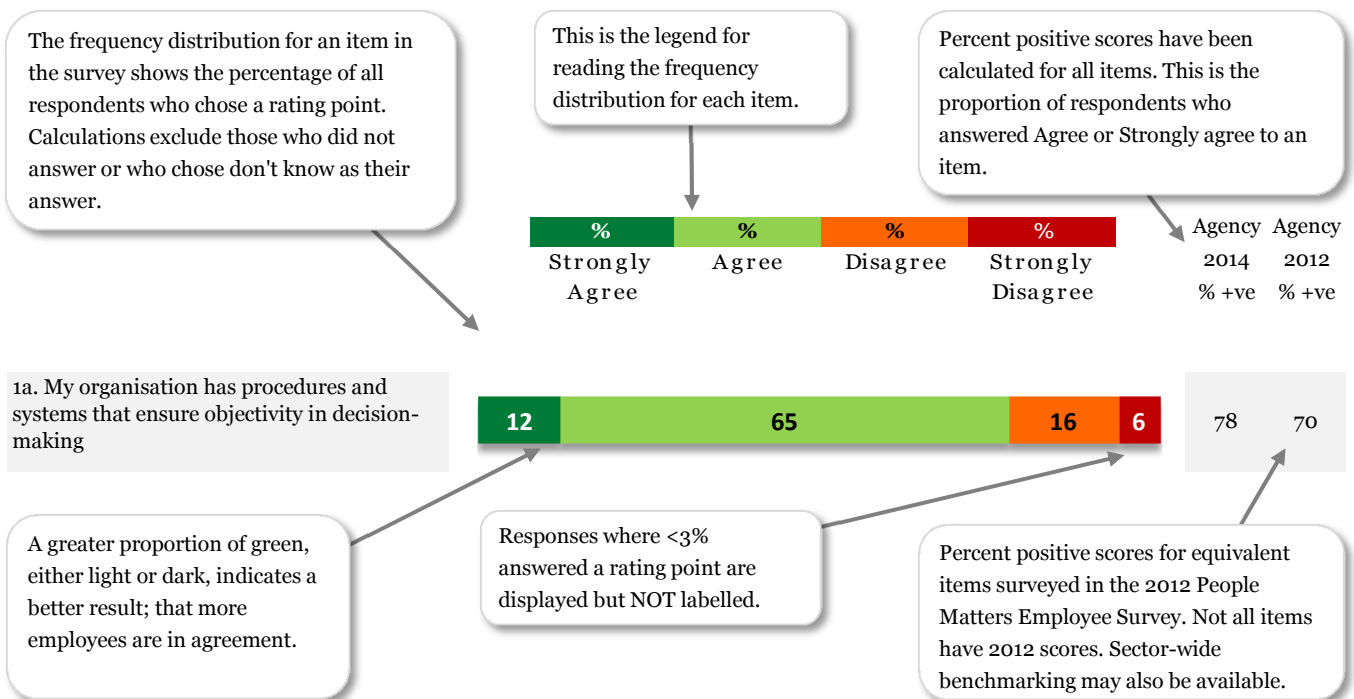 The frequency distribution for an item in
the survey shows the percentage of all
respondents who chose a rating point.
Calculations exclude those who did not
answer or who chose don't know as their
answer.
This is the legend for
reading the frequency
distribution for each item.
Percent positive scores have been
calculated for all items. This is the
proportion of respondents who
answered Agree or Strongly agree to an
item.
% % % %
Strongly Agree Agree Disagree Strongly Disagree
Agency 2014 % +ve
Agency 2012 % +ve
1a. My organisation has procedures and
systems that ensure objectivity in decision-
making
12 65 16 6 78 70
A greater proportion of green,
either light or dark, indicates a
better result; that more
employees are in agreement.
Responses where <3%
answered a rating point are
displayed but NOT labelled.
Percent positive scores for equivalent
items surveyed in the 2012 People
Matters Employee Survey. Not all items
have 2012 scores. Sector-wide
benchmarking may also be available.